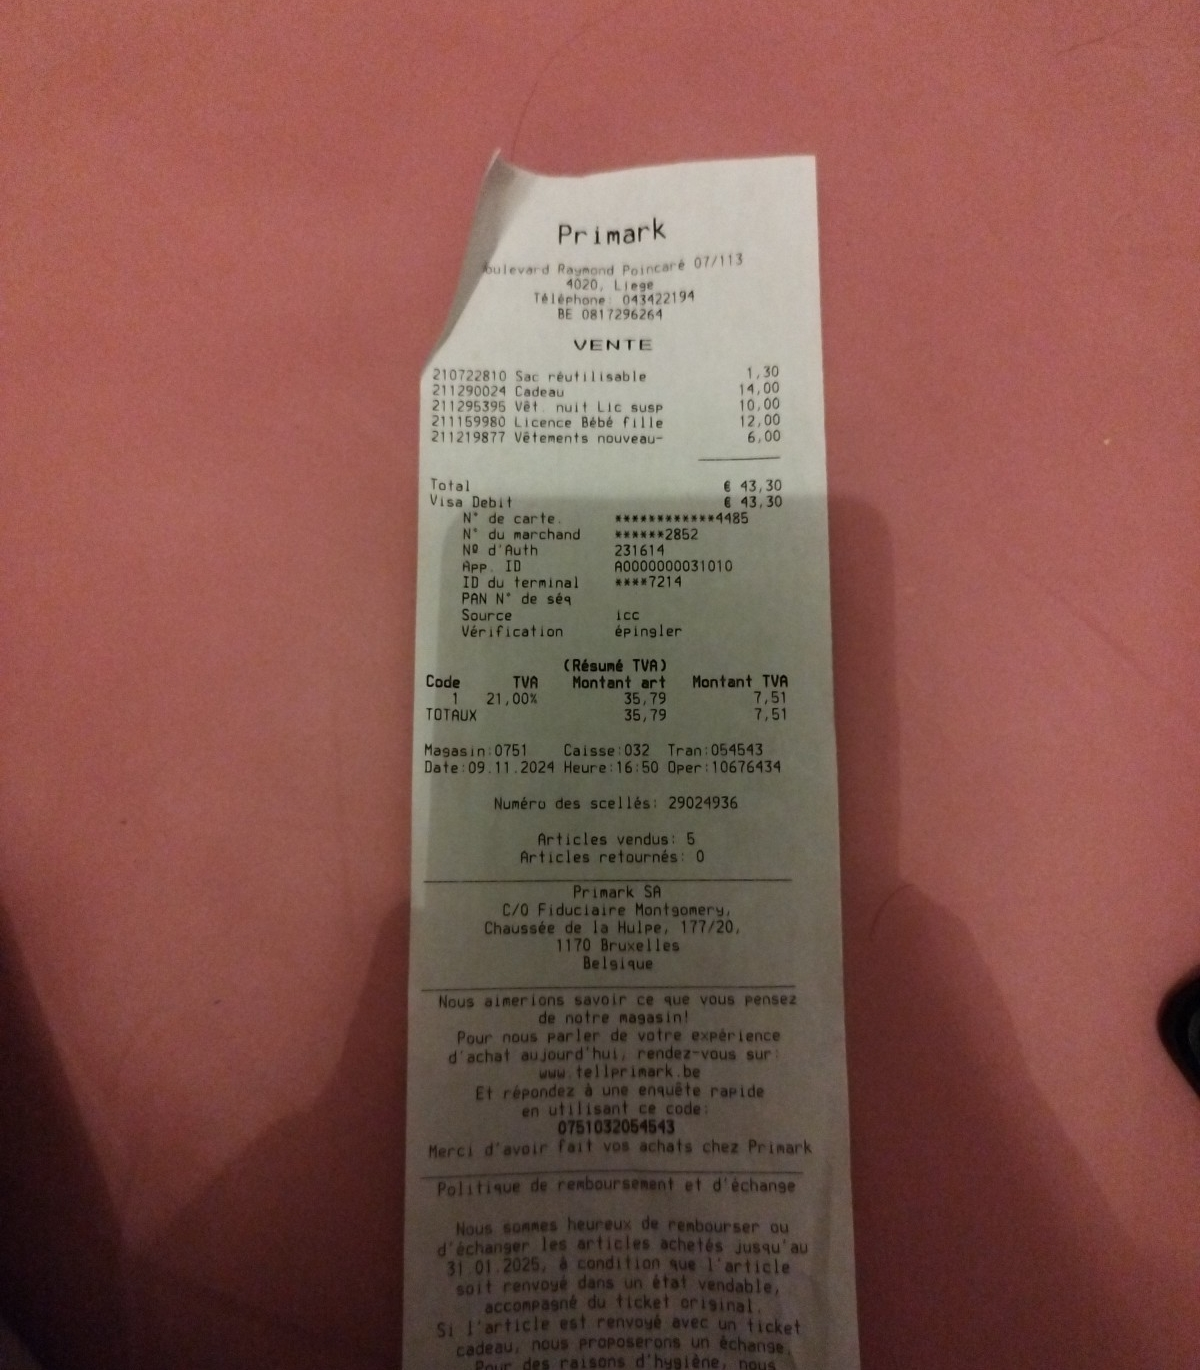 Primark
oulevard Raymond Poincaré 07/113
4020, Liege
Téléphone: 043422194
BE 0817296264
VENTE
210722810 Sac réutilisable 1,30
211290024 Cadeau 14,00
211295395 Vêt. nuit Lic susp 10,00
211159980 Licence Bébé fille 12,00
211219877 Vêtements nouveau- 6,00
Total € 43,30
Visa Debit € 43,30
N° de carte. ************4485
N° du marchand ******2852
Nº d'Auth 231614
App. ID A0000000031010
ID du terminal ****7214
PAN N° de séq
Source icc
Vérification épingler
(Résumé TVA)
Code TVA Montant art Montant TVA
1 21,00% 35,79 7,51
TOTAUX 35,79 7,51
Magasin:0751 Caisse:032 Tran:054543
Date:09.11.2024 Heure:16:50 Oper:10676434
Numéro des scellés: 29024936
Articles vendus: 5
Articles retournés: 0
Primark SA
C/O Fiduciaire Montgomery,
Chaussée de la Hulpe, 177/20,
1170 Bruxelles
Belgique
Nous aimerions savoir ce que vous pensez
de notre magasin!
Pour nous parler de votre expérience
d'achat aujourd'hui, rendez-vous sur:
www.tellprimark.be
Et répondez à une enquête rapide
en utilisant ce code:
0751032054543
Merci d'avoir fait vos achats chez Primark
Politique de remboursement et d'échange
Nous sommes heureux de rembourser ou
d'échanger les articles achetés jusqu'au
31.01.2025, à condition que l'article
soit renvoyé dans un état vendable,
accompagné du ticket original.
Si l'article est renvoyé avec un ticket
cadeau, nous proposerons un échange.
Pour des raisons d'hygiène, nous